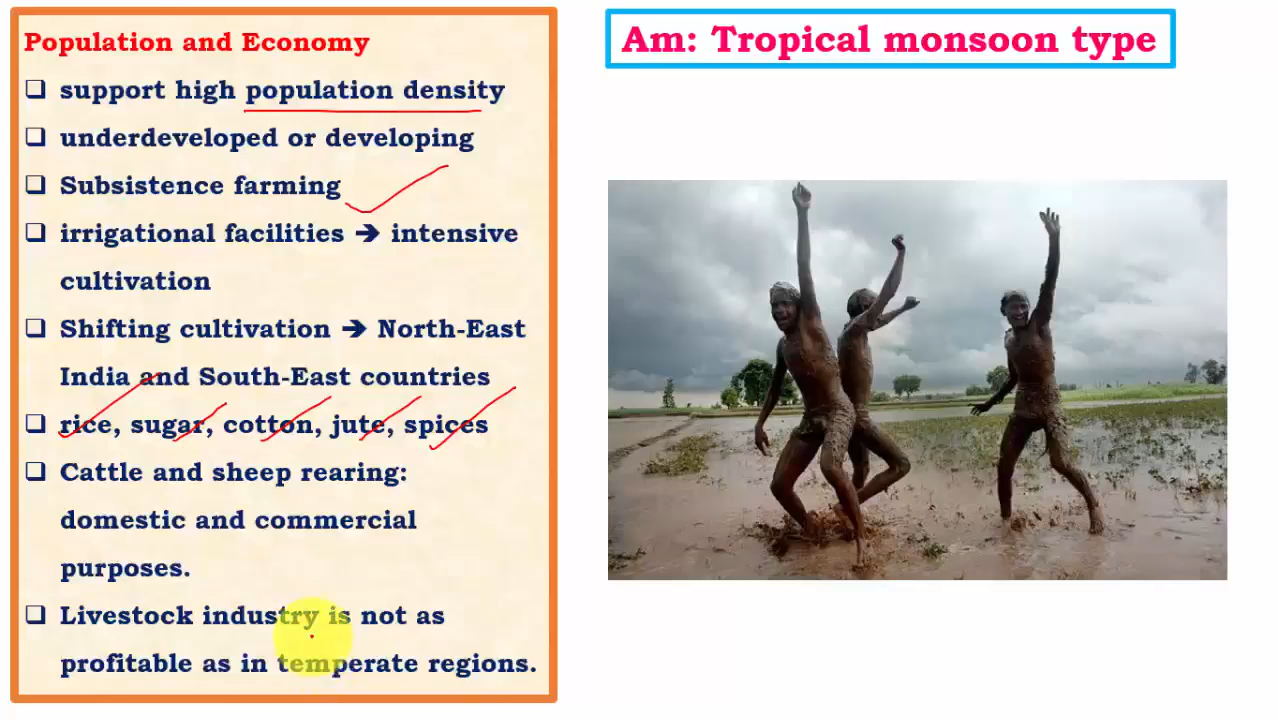 Population and Economy
❑ support high population density
❑ underdeveloped or developing
❑ Subsistence farming
❑ irrigational facilities ➔ intensive
cultivation
❑ Shifting cultivation ➔ North-East
India and South-East countries
❑ rice, sugar, cotton, jute, spices
❑ Cattle and sheep rearing:
domestic and commercial
purposes.
❑ Livestock industry is not as
profitable as in temperate regions.
Am: Tropical monsoon type